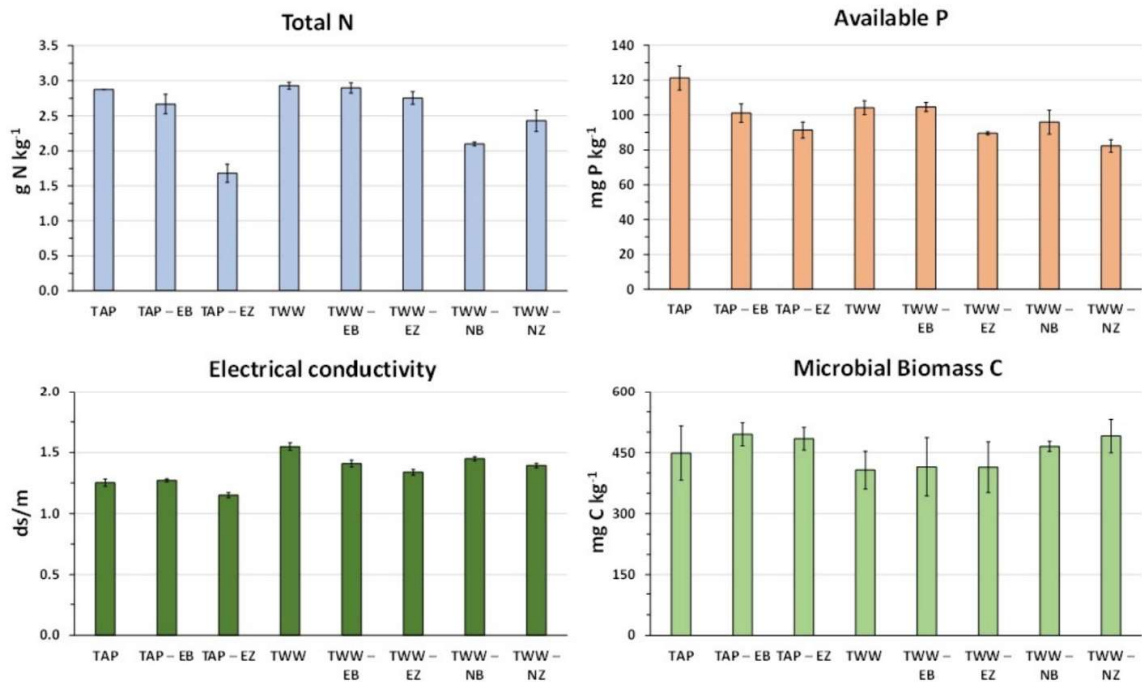 Total N
g N kg-1
3.5
3.0
2.5
2.0
1.5
1.0
0.5
0.0
TAP
TAP – EB
TAP – EZ
TWW
TWW –
EB
TWW –
EZ
TWW –
NB
TWW –
NZ
Available P
mg P kg-1
140
120
100
80
60
40
20
0
TAP
TAP – EB
TAP – EZ
TWW
TWW –
EB
TWW –
EZ
TWW –
NB
TWW –
NZ
Electrical conductivity
ds/m
2.0
1.5
1.0
0.5
0.0
TAP
TAP – EB
TAP – EZ
TWW
TWW –
EB
TWW –
EZ
TWW –
NB
TWW –
NZ
Microbial Biomass C
mg C kg-1
600
450
300
150
0
TAP
TAP – EB
TAP – EZ
TWW
TWW –
EB
TWW –
EZ
TWW –
NB
TWW –
NZ